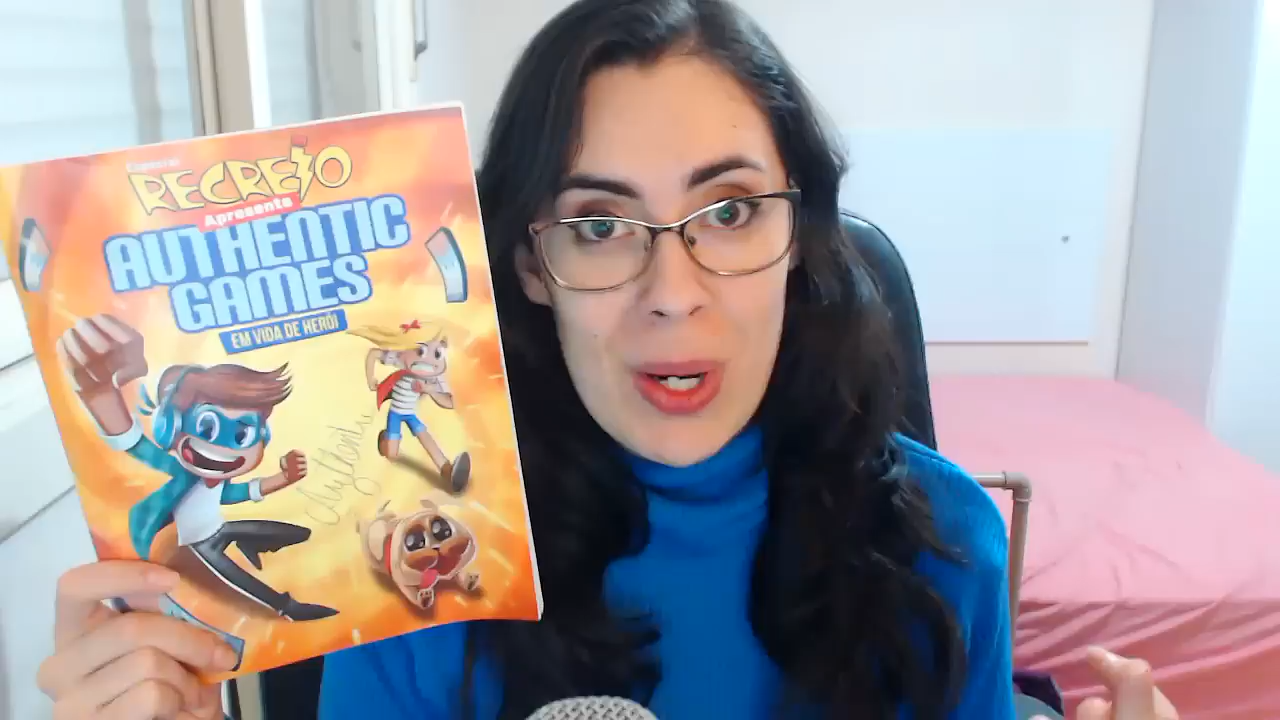 RECREIO
Apresenta
AUTHENTIC
GAMES
EM VIDA DE HERÓI